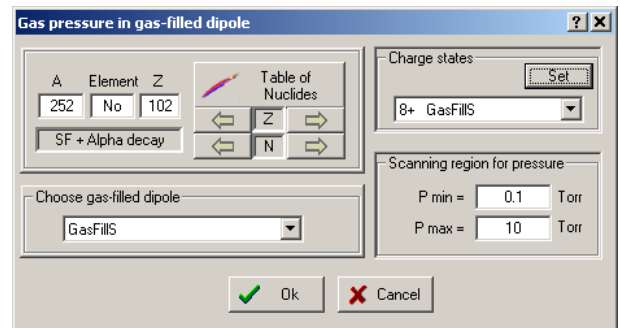 Gas pressure in gas-filled dipole
A Element Z
252 No 102
SF + Alpha decay
Table of
Nuclides
Z
N
Charge states
Set
8+ GasFillS
Choose gas-filled dipole
GasFillS
Scanning region for pressure
P min = 0.1 Torr
P max = 10 Torr
Ok
Cancel